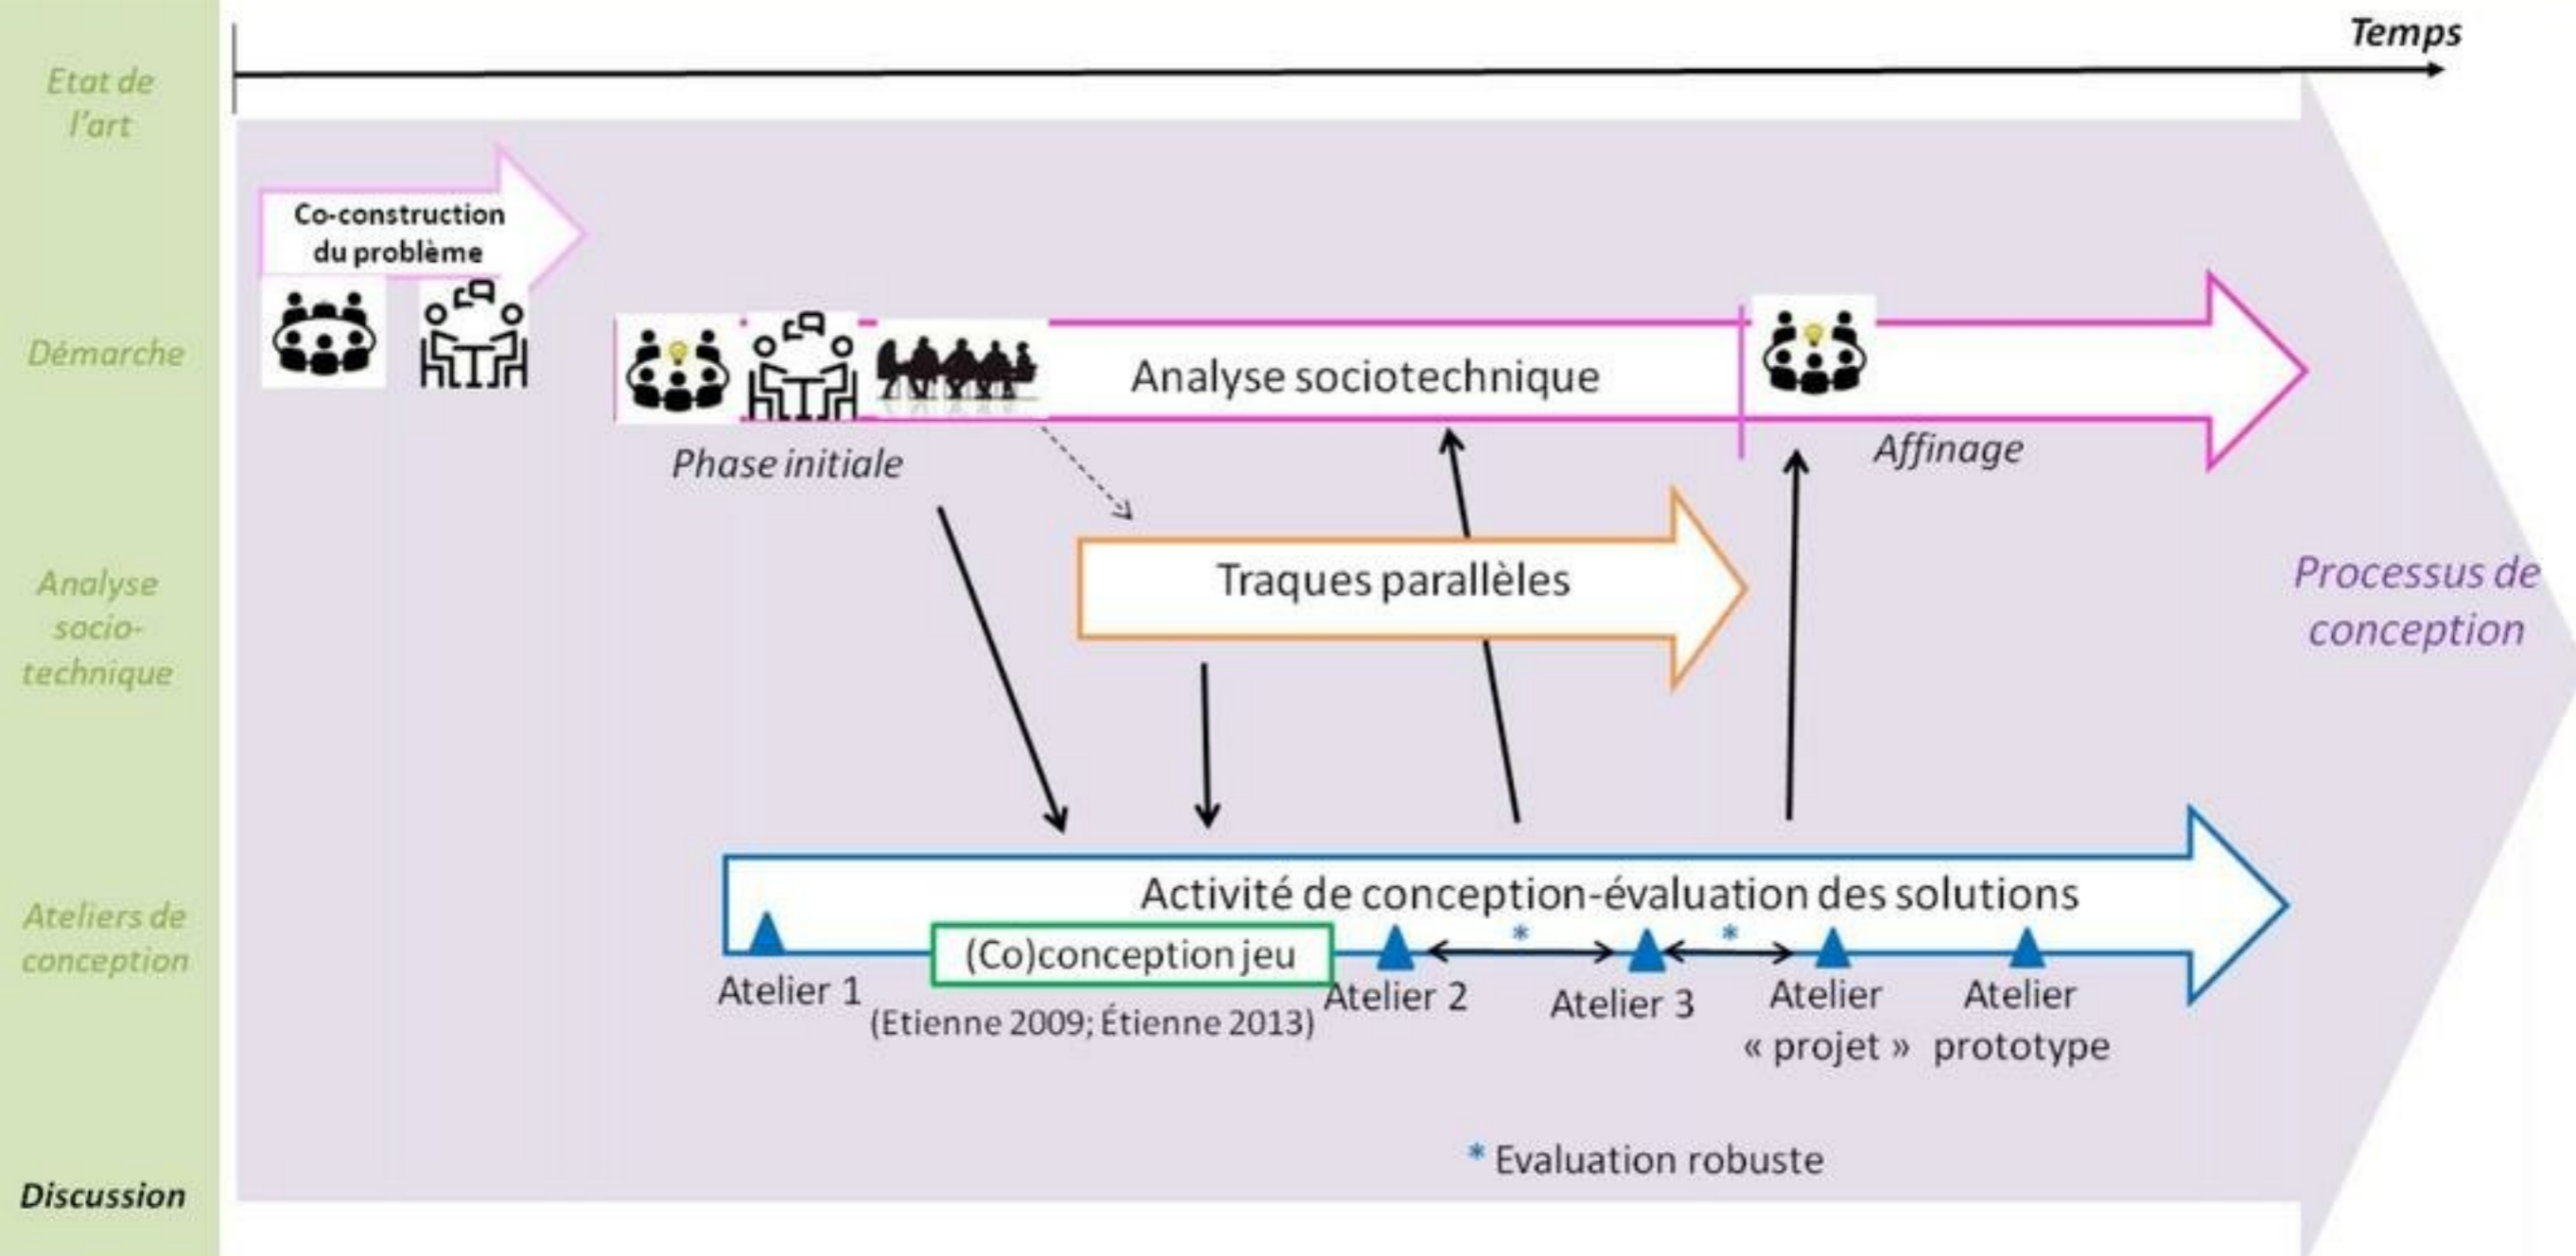 Temps
Etat de
l'art
Démarche
Analyse
socio-
technique
Ateliers de
conception
Discussion
Co-construction
du problème
Analyse sociotechnique
Phase initiale
Affinage
Traques parallèles
Processus de
conception
Activité de conception-évaluation des solutions
(Co)conception jeu
* *
Atelier 1
(Etienne 2009; Étienne 2013)
Atelier 2
Atelier 3
Atelier
« projet »
Atelier
prototype
* Evaluation robuste